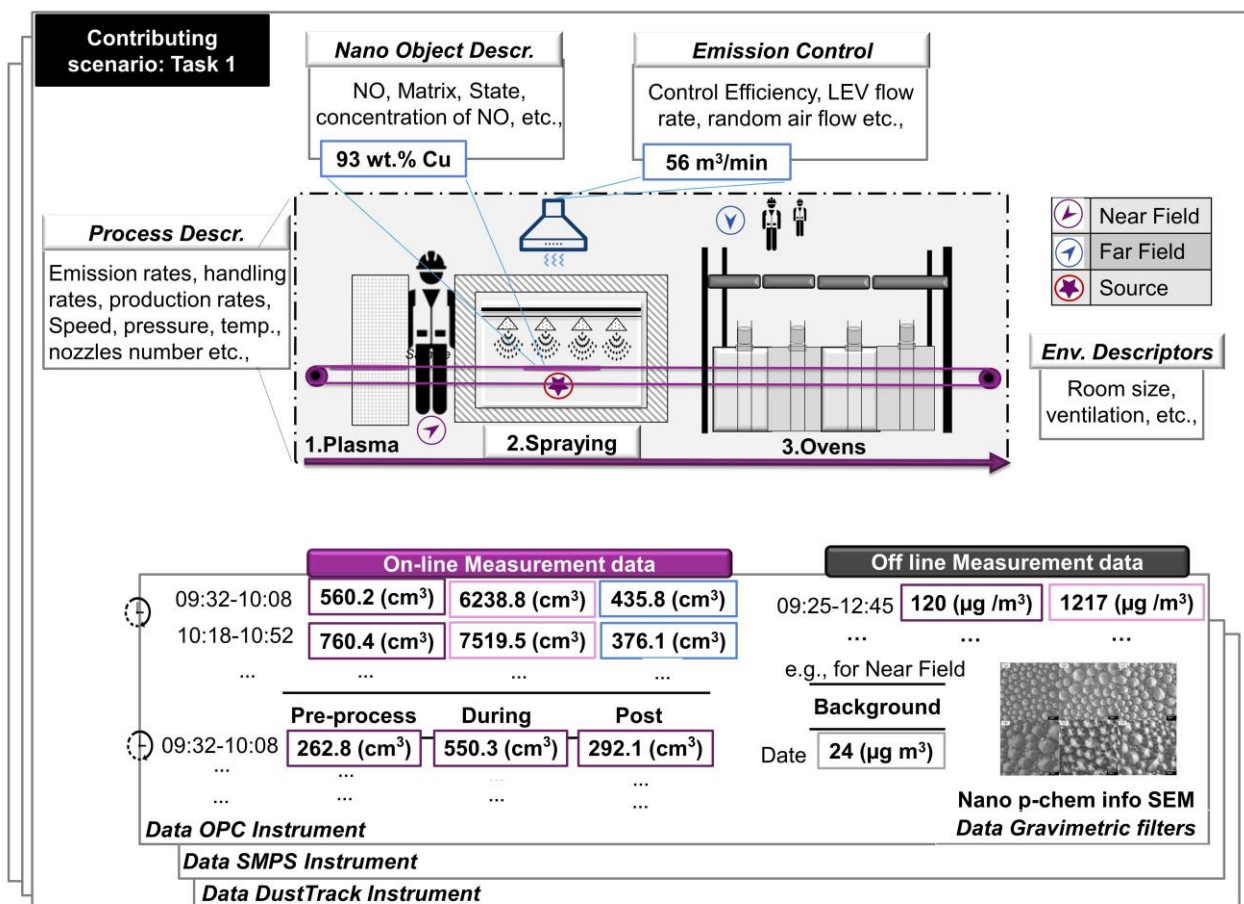 Contributing
scenario: Task 1
Nano Object Descr.
NO, Matrix, State,
concentration of NO, etc.,
93 wt.% Cu
Emission Control
Control Efficiency, LEV flow
rate, random air flow etc.,
56 m³/min
Process Descr.
Emission rates, handling
rates, production rates,
Speed, pressure, temp.,
nozzles number etc.,
Near Field
Far Field
Source
Env. Descriptors
Room size,
ventilation, etc.,
1.Plasma
2.Spraying
3.Ovens
On-line Measurement data
09:32-10:08 560.2 (cm³) 6238.8 (cm³) 435.8 (cm³)
10:18-10:52 760.4 (cm³) 7519.5 (cm³) 376.1 (cm³)
... ... ... ...
Pre-process During Post
09:32-10:08 262.8 (cm³) 550.3 (cm³) 292.1 (cm³)
... ... ... ...
... ... ... ...
Off line Measurement data
09:25-12:45 120 (µg /m³) 1217 (µg /m³)
... ... ...
e.g., for Near Field
Background
Date 24 (µg m³)
Nano p-chem info SEM
Data Gravimetric filters
Data OPC Instrument
Data SMPS Instrument
Data DustTrack Instrument